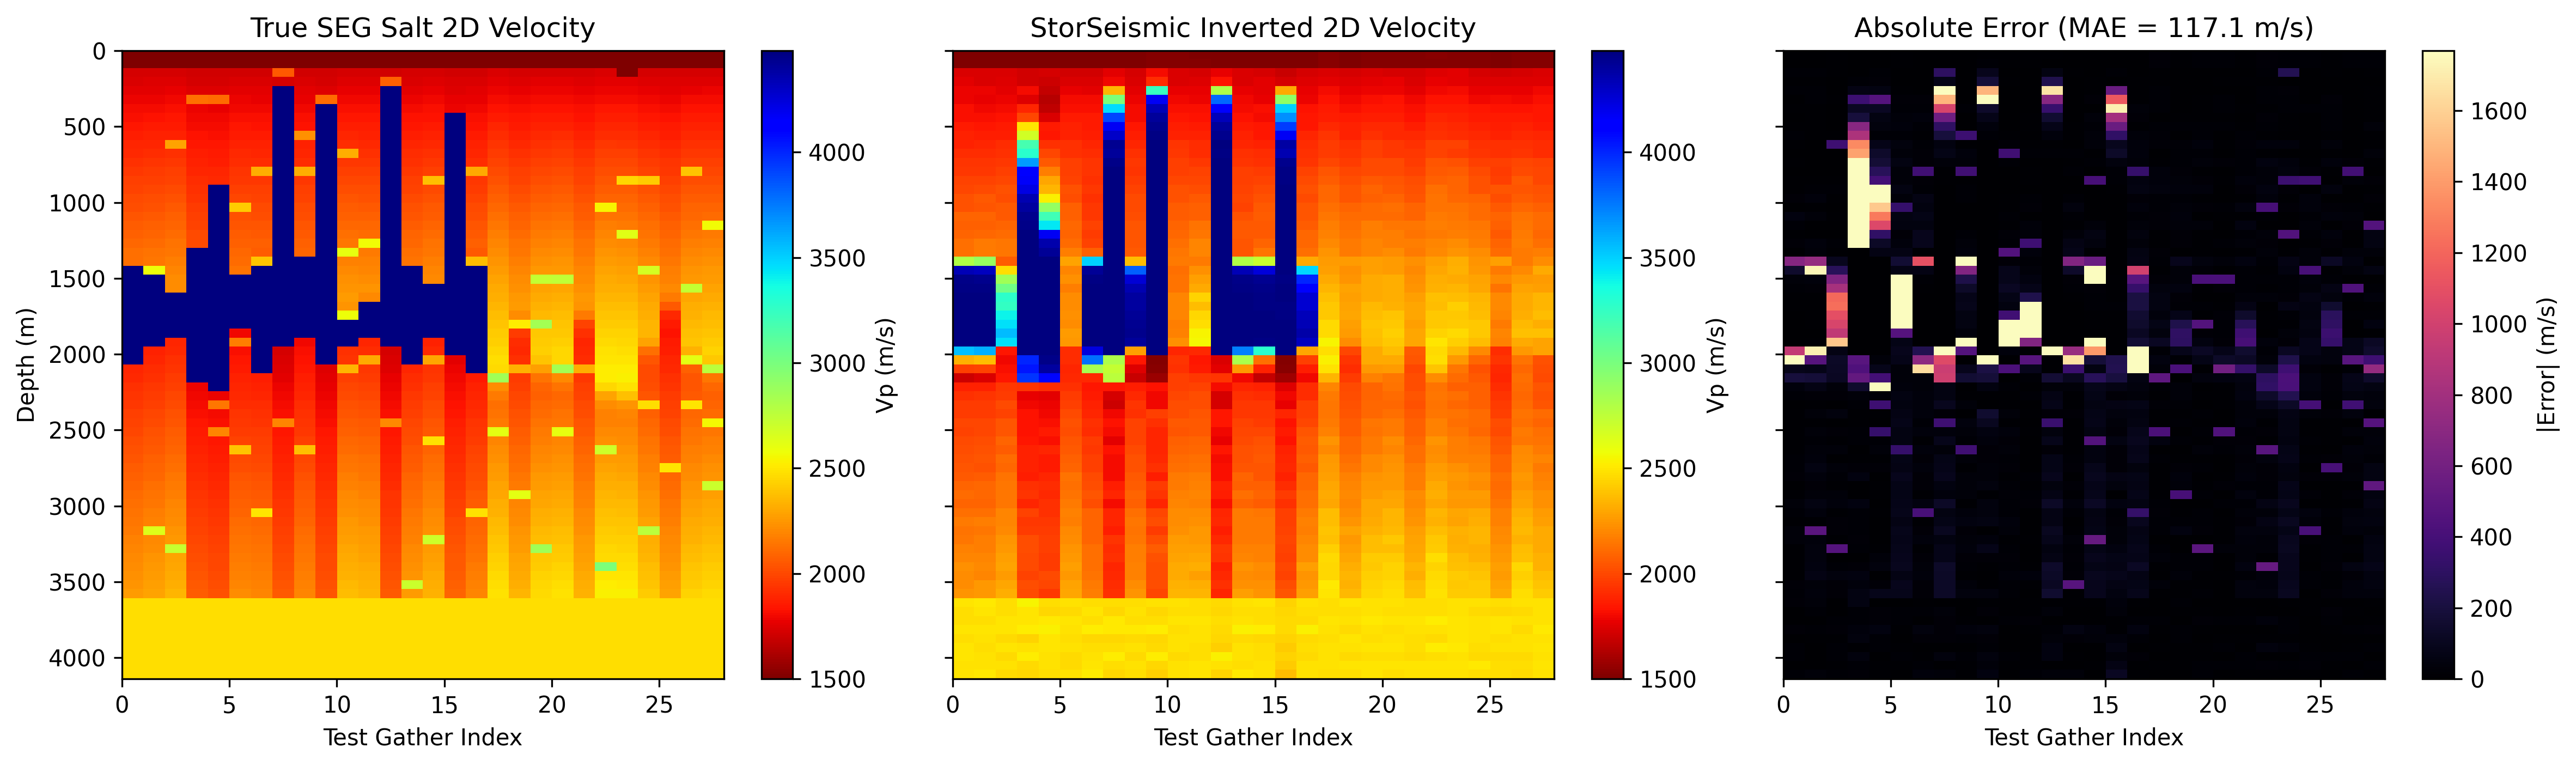 True SEG Salt 2D Velocity
0
500
1000
1500
2000
2500
3000
3500
4000
Depth (m)
0 5 10 15 20 25
Test Gather Index
4000
3500
3000
2500
2000
1500
Vp (m/s)
StorSeismic Inverted 2D Velocity
0 5 10 15 20 25
Test Gather Index
4000
3500
3000
2500
2000
1500
Vp (m/s)
Absolute Error (MAE = 117.1 m/s)
0 5 10 15 20 25
Test Gather Index
1600
1400
1200
1000
800
600
400
200
0
|Error| (m/s)